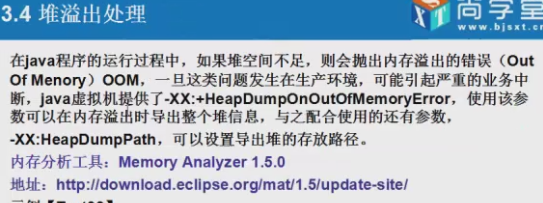 3.4 堆溢出处理
尚学堂
www.bjsxt.c
在java程序的运行过程中，如果堆空间不足，则会抛出内存溢出的错误（Out
Of Menory）OOM，一旦这类问题发生在生产环境，可能引起严重的业务中
断，java虚拟机提供了-XX:+HeapDumpOnOutOfMemoryError，使用该参
数可以在内存溢出时导出整个堆信息，与之配合使用的还有参数，
-XX:HeapDumpPath，可以设置导出堆的存放路径。
内存分析工具：Memory Analyzer 1.5.0
地址：http://download.eclipse.org/mat/1.5/update-site/